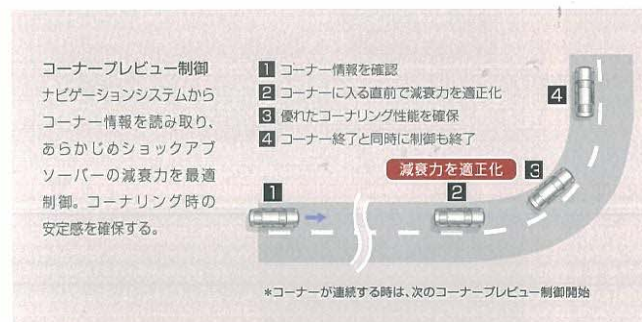 コーナープレビュー制御
ナビゲーションシステムから
コーナー情報を読み取り、
あらかじめショックアブ
ソーバーの減衰力を最適
制御。コーナリング時の
安定感を確保する。
1 コーナー情報を確認
2 コーナーに入る直前で減衰力を適正化
3 優れたコーナリング性能を確保
4 コーナー終了と同時に制御も終了
4
減衰力を適正化
3
1
2
*コーナーが連続する時は、次のコーナープレビュー制御開始